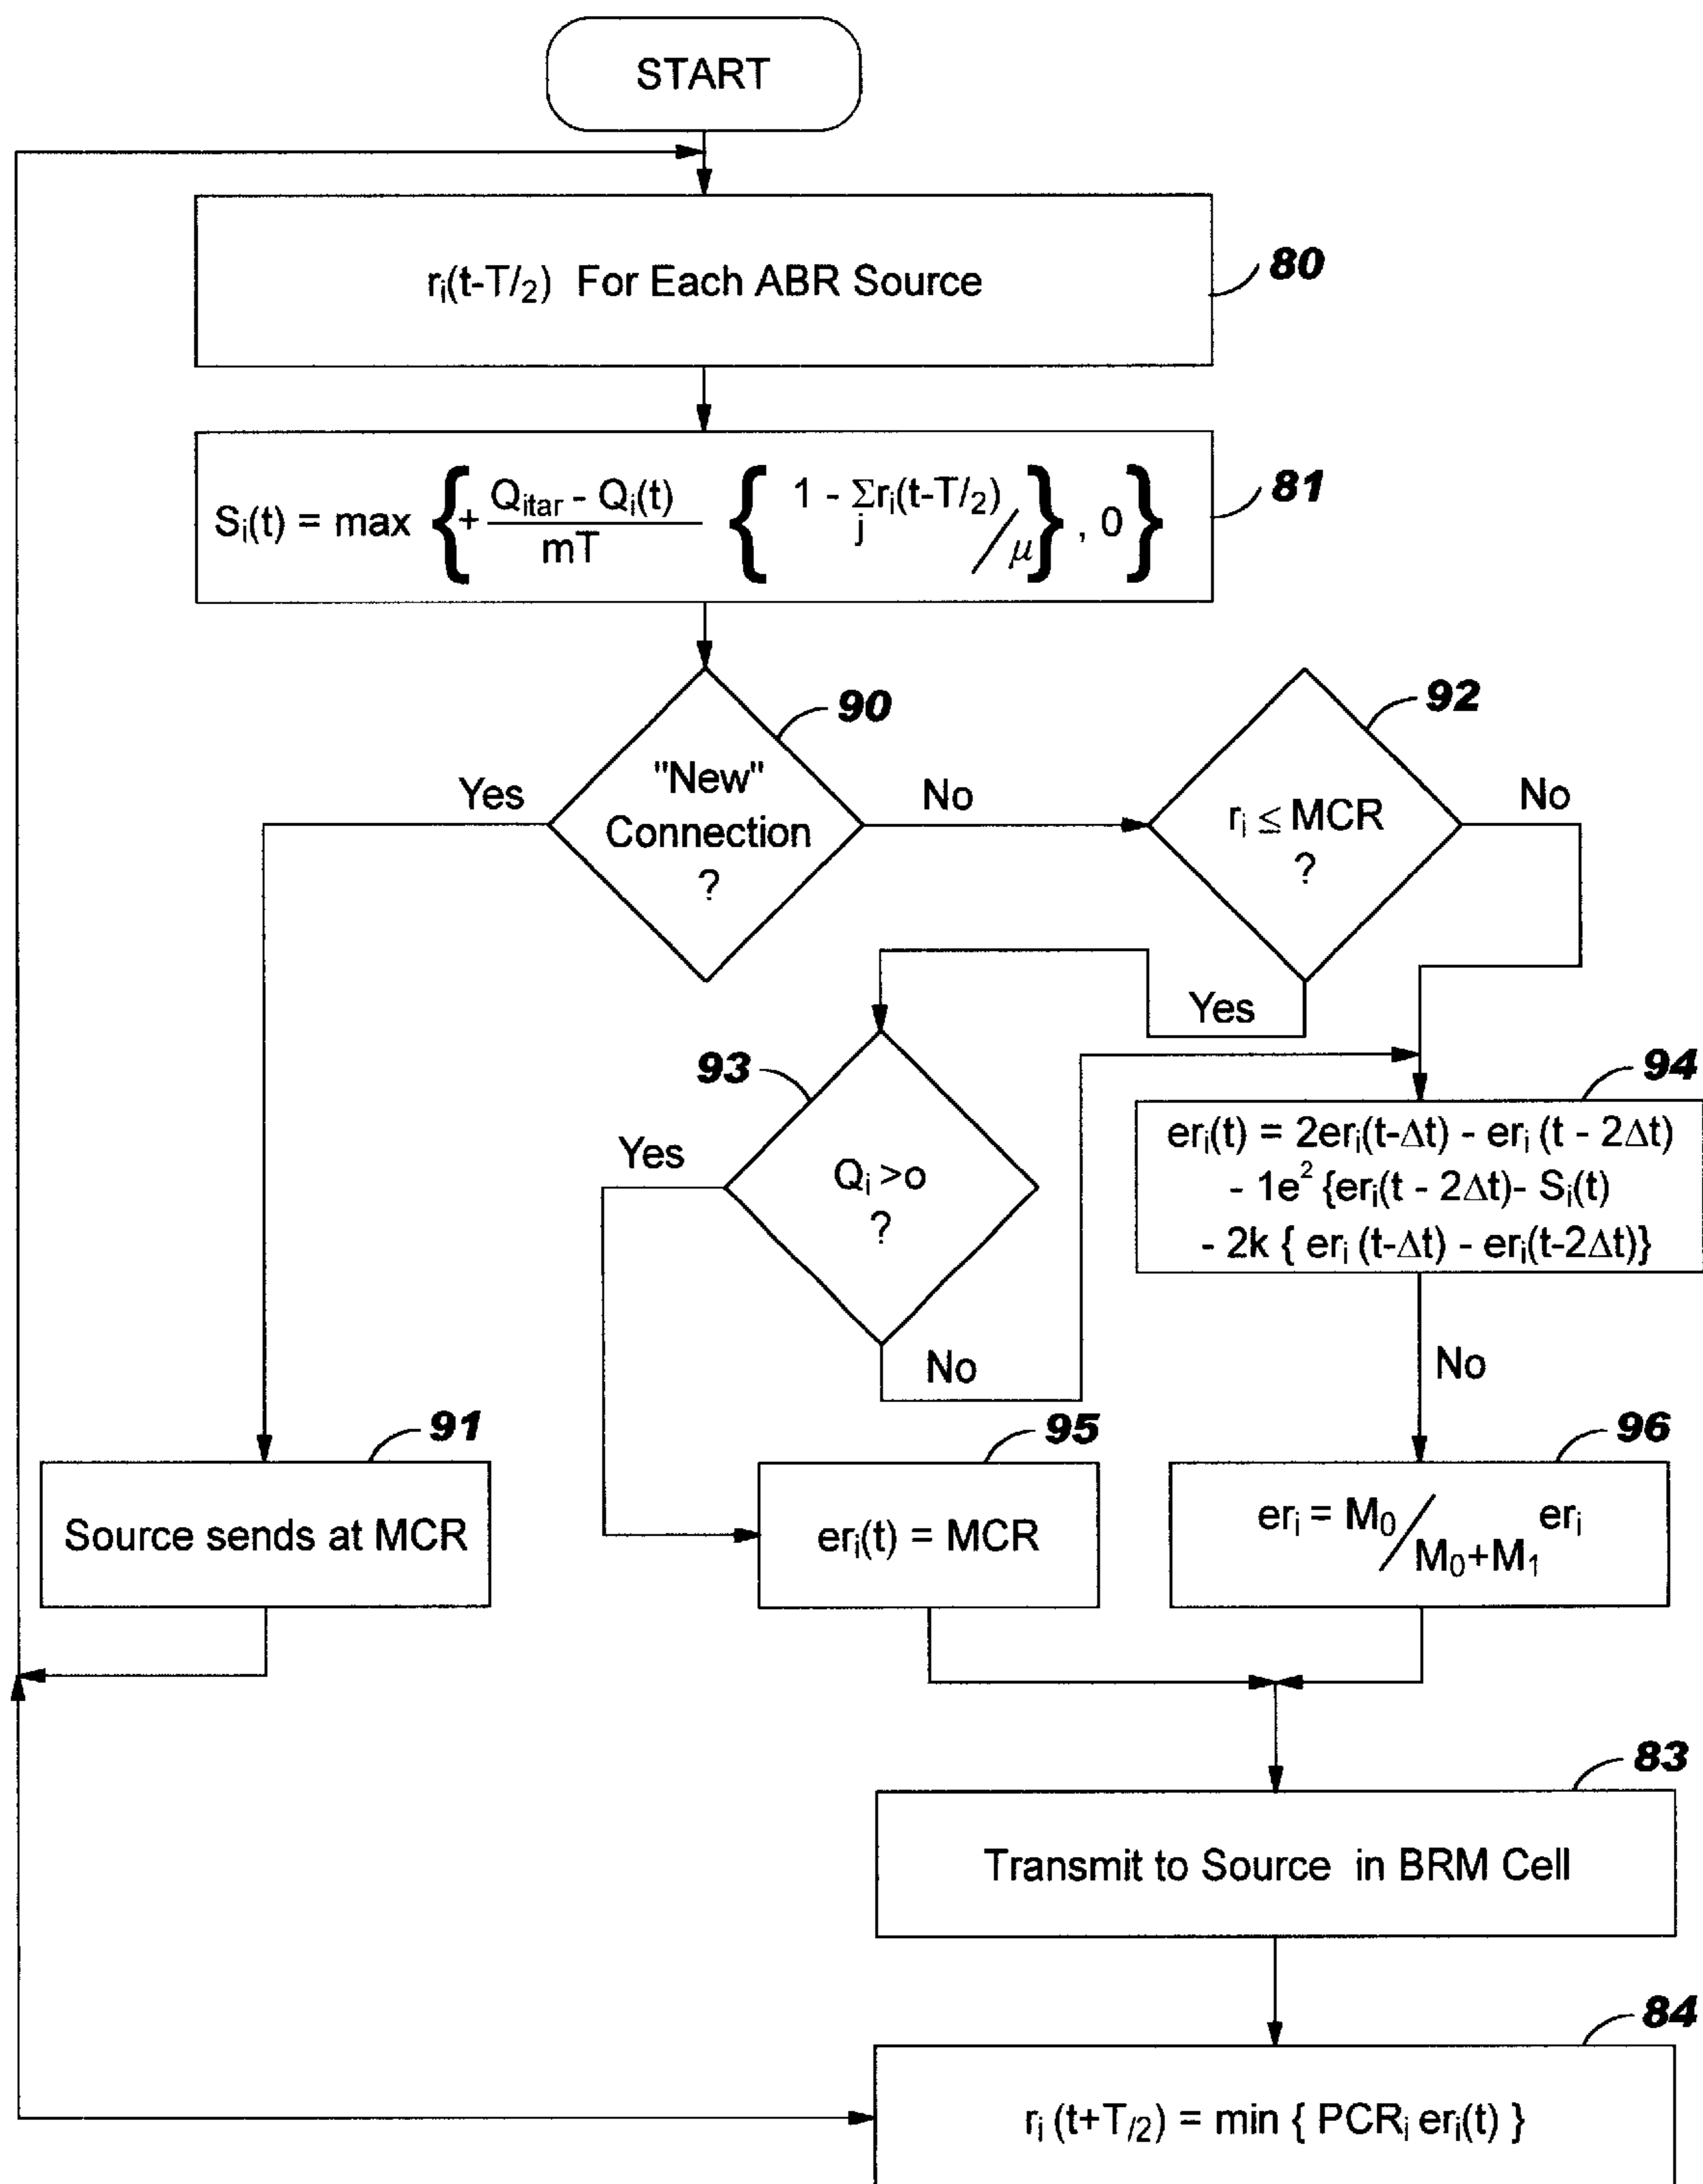 START
rᵢ(t-T/₂) For Each ABR Source
80
Sᵢ(t) = max { + Qᵢₜₐᵣ - Qᵢ(t) / mT { 1 - Σⱼ rᵢ(t-T/₂) / μ } , 0 }
81
90
"New"
Connection
?
Yes
No
92
rᵢ ≤ MCR
?
No
Yes
93
Qᵢ >o
?
Yes
No
94
erᵢ(t) = 2erᵢ(t-Δt) - erᵢ (t - 2Δt)
- 1e² {erᵢ(t - 2Δt)- Sᵢ(t)
- 2k { erᵢ (t-Δt) - erᵢ(t-2Δt)}
No
91
Source sends at MCR
95
erᵢ(t) = MCR
96
erᵢ = M₀/M₀+M₁ erᵢ
83
Transmit to Source in BRM Cell
84
rᵢ (t+T/₂) = min { PCRᵢ erᵢ(t) }